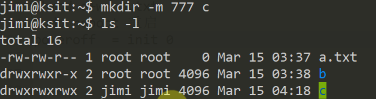 jimi@ksit:~$ mkdir -m 777 c
jimi@ksit:~$ ls -l
total 16
-rw-rw-r-- 1 root root    0 Mar 15 03:37 a.txt
drwxrwxr-x 2 root root 4096 Mar 15 03:38 b
drwxrwxrwx 2 jimi jimi 4096 Mar 15 04:18 c